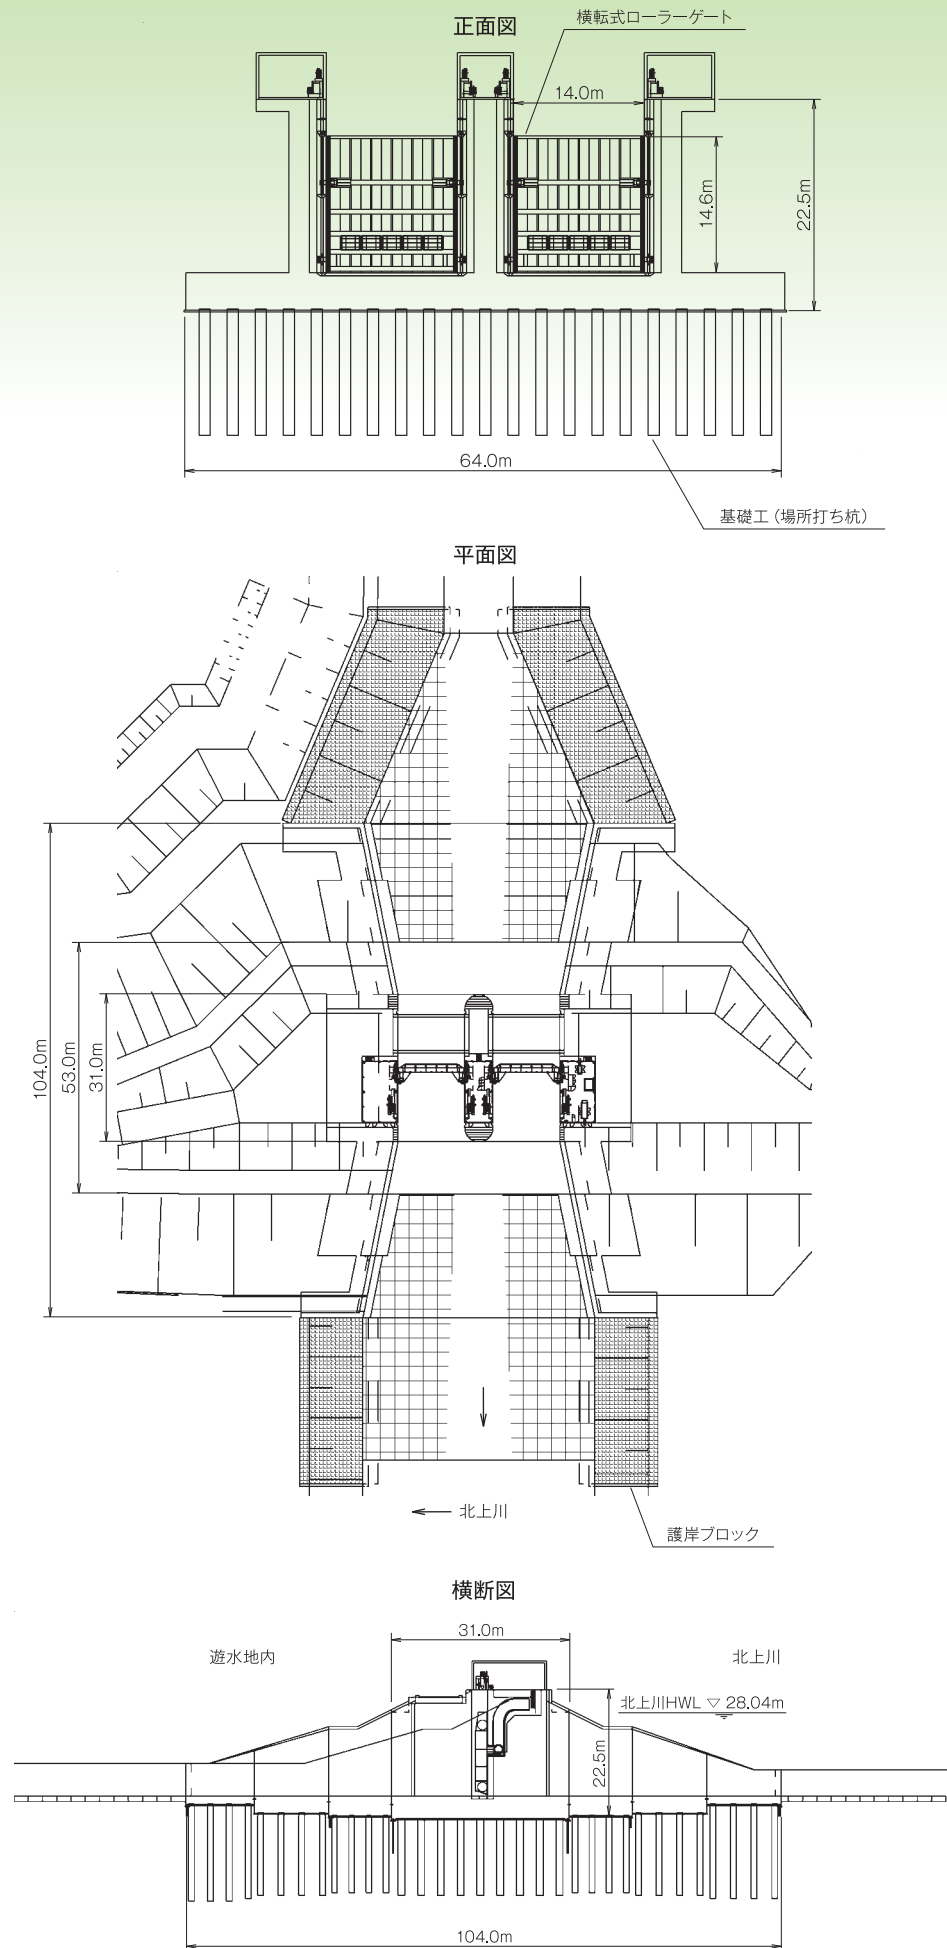 正面図
横転式ローラーゲート
14.0m
14.6m
22.5m
64.0m
基礎工（場所打ち杭）
平面図
104.0m
53.0m
31.0m
北上川
護岸ブロック
横断図
31.0m
遊水地内
北上川
北上川HWL ▽ 28.04m
22.5m
104.0m